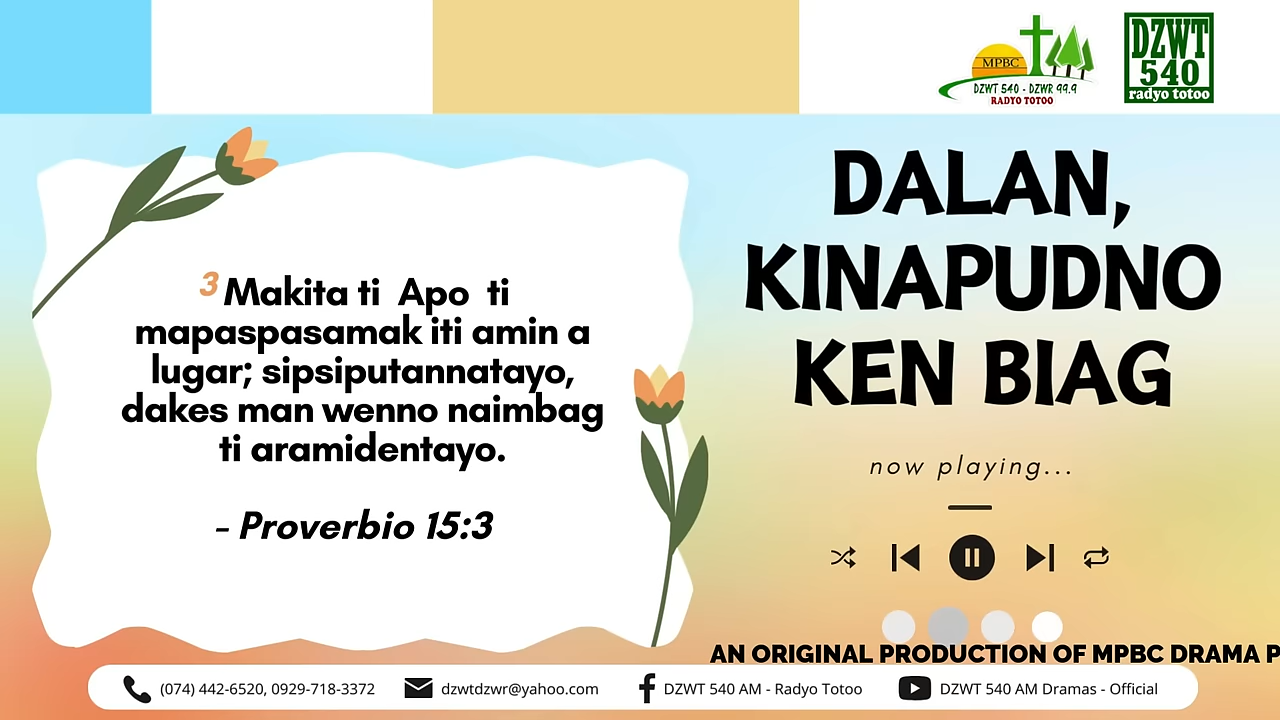 MPBC
DZWT 540 - DZWR 99.9
RADYO TOTOO
DZWT
540
radyo totoo
3 Makita ti Apo ti
mapaspasamak iti amin a
lugar; sipsiputannatayo,
dakes man wenno naimbag
ti aramidentayo.
- Proverbio 15:3
DALAN,
KINAPUDNO
KEN BIAG
now playing...
AN ORIGINAL PRODUCTION OF MPBC DRAMA P
(074) 442-6520, 0929-718-3372
dzwtdzwr@yahoo.com
DZWT 540 AM - Radyo Totoo
DZWT 540 AM Dramas - Official